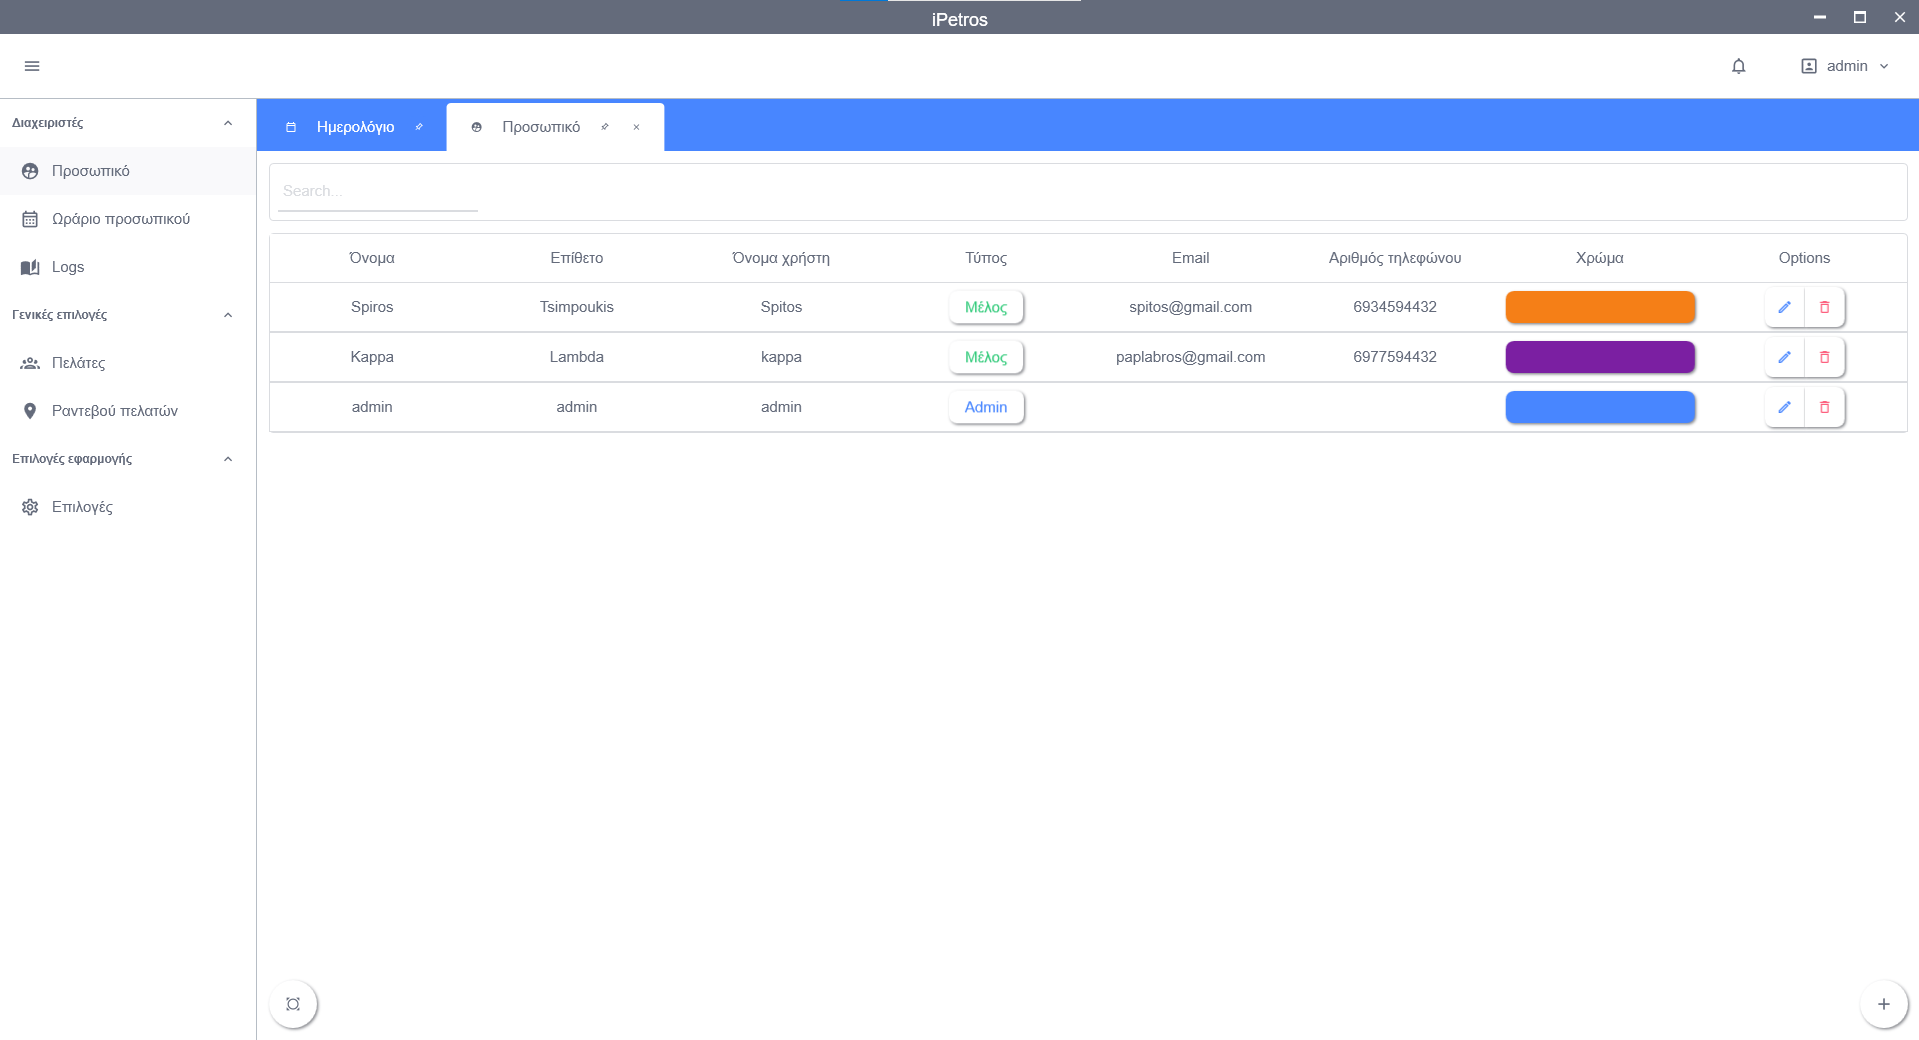 iPetros
admin
Διαχειριστές
Προσωπικό
Ωράριο προσωπικού
Logs
Γενικές επιλογές
Πελάτες
Ραντεβού πελατών
Επιλογές εφαρμογής
Επιλογές
Ημερολόγιο Προσωπικό
Search...
Όνομα Επίθετο Όνομα χρήστη Τύπος Email Αριθμός τηλεφώνου Χρώμα Options
Spiros Tsimpoukis Spitos Μέλος spitos@gmail.com 6934594432
Kappa Lambda kappa Μέλος paplabros@gmail.com 6977594432
admin admin admin Admin